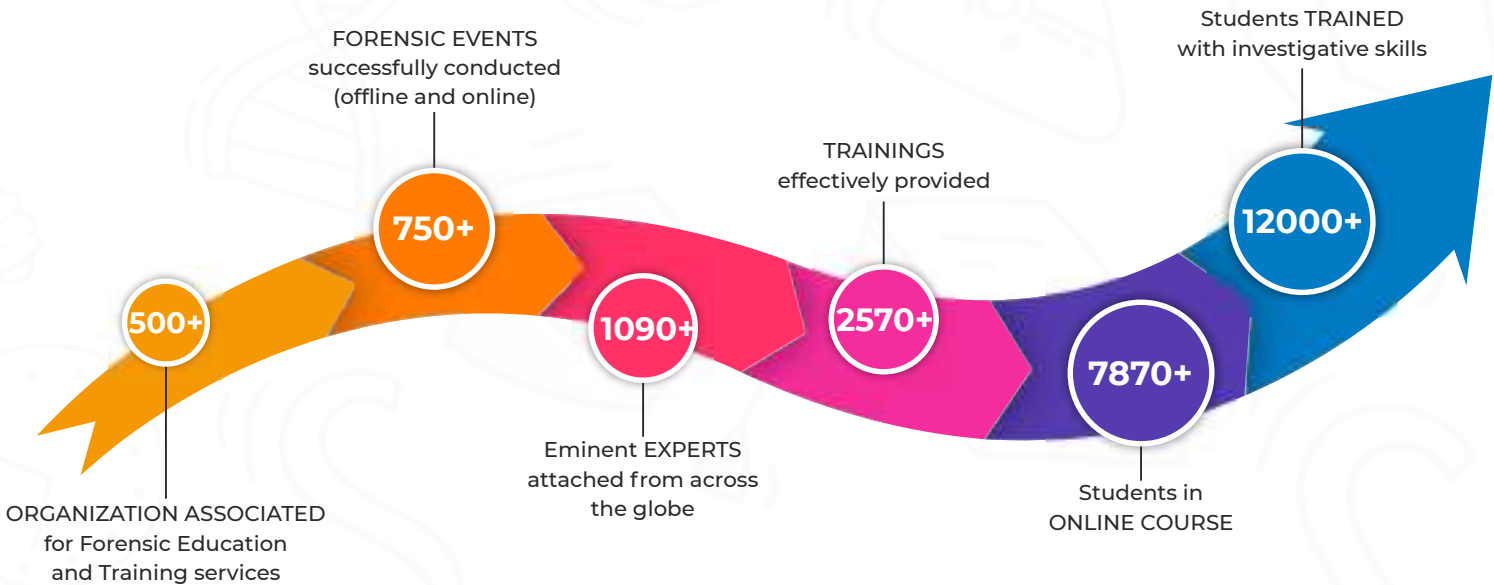 500+
ORGANIZATION ASSOCIATED
for Forensic Education
and Training services
FORENSIC EVENTS
successfully conducted
(offline and online)
750+
1090+
Eminent EXPERTS
attached from across
the globe
TRAININGS
effectively provided
2570+
7870+
Students in
ONLINE COURSE
Students TRAINED
with investigative skills
12000+